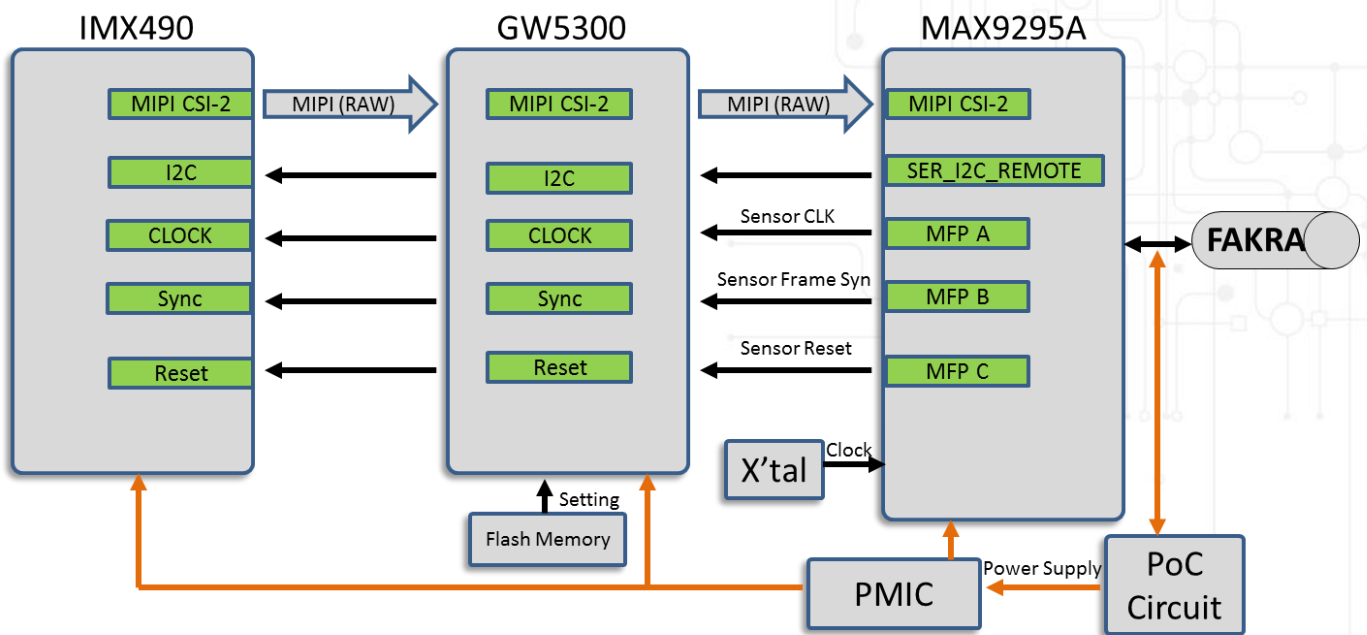 IMX490
GW5300
MAX9295A
MIPI CSI-2
MIPI (RAW)
MIPI CSI-2
MIPI (RAW)
MIPI CSI-2
I2C
I2C
SER_I2C_REMOTE
CLOCK
CLOCK
Sensor CLK
MFP A
FAKRA
Sync
Sync
Sensor Frame Syn
MFP B
Reset
Reset
Sensor Reset
MFP C
X'tal
Clock
Setting
Flash Memory
PMIC
Power Supply
PoC
Circuit